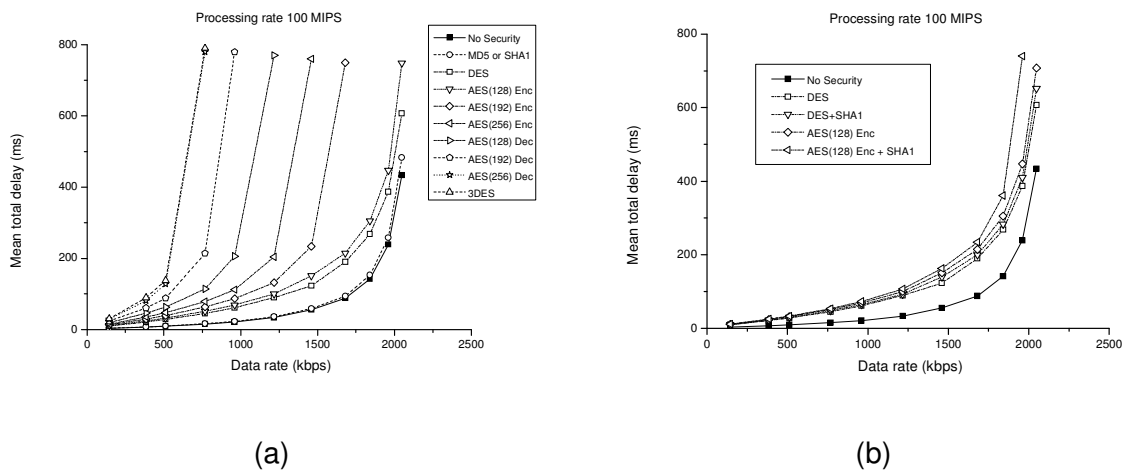 Processing rate 100 MIPS
Mean total delay (ms)
800
600
400
200
0
0
500
1000
1500
2000
2500
Data rate (kbps)
No Security
MD5 or SHA1
DES
AES(128) Enc
AES(192) Enc
AES(256) Enc
AES(128) Dec
AES(192) Dec
AES(256) Dec
3DES
(a)
Processing rate 100 MIPS
Mean total delay (ms)
800
600
400
200
0
0
500
1000
1500
2000
2500
Data rate (kbps)
No Security
DES
DES+SHA1
AES(128) Enc
AES(128) Enc + SHA1
(b)